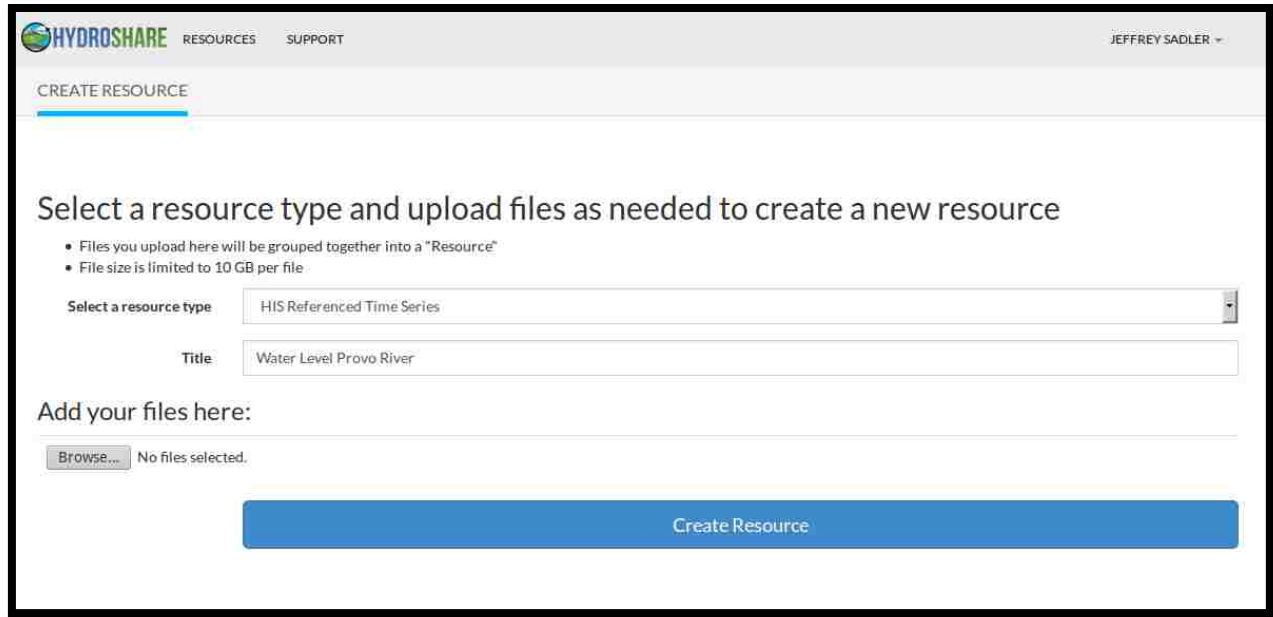 HYDROSHARE RESOURCES SUPPORT JEFFREY SADLER
CREATE RESOURCE
Select a resource type and upload files as needed to create a new resource
• Files you upload here will be grouped together into a "Resource"
• File size is limited to 10 GB per file
Select a resource type HIS Referenced Time Series
Title Water Level Provo River
Add your files here:
Browse... No files selected.
Create Resource